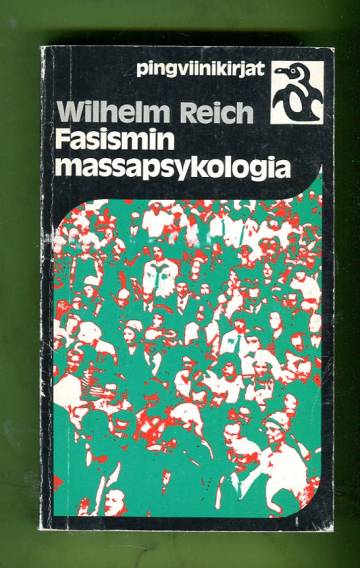 pingviinikirjat
Wilhelm Reich
Fasismin
massapsykologia